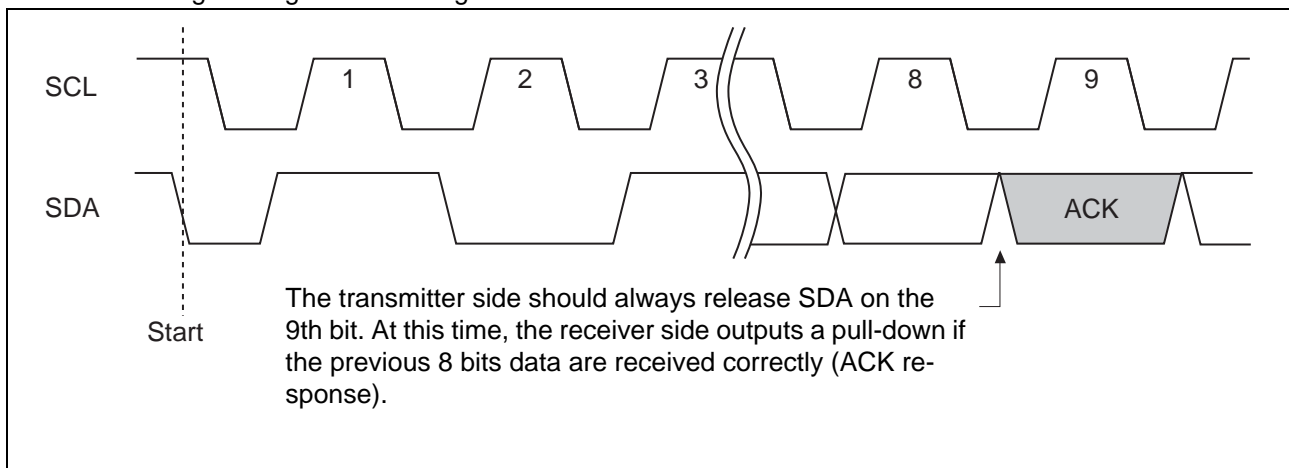 SCL 1 2 3 8 9
SDA ACK
Start
The transmitter side should always release SDA on the
9th bit. At this time, the receiver side outputs a pull-down if
the previous 8 bits data are received correctly (ACK re-
sponse).